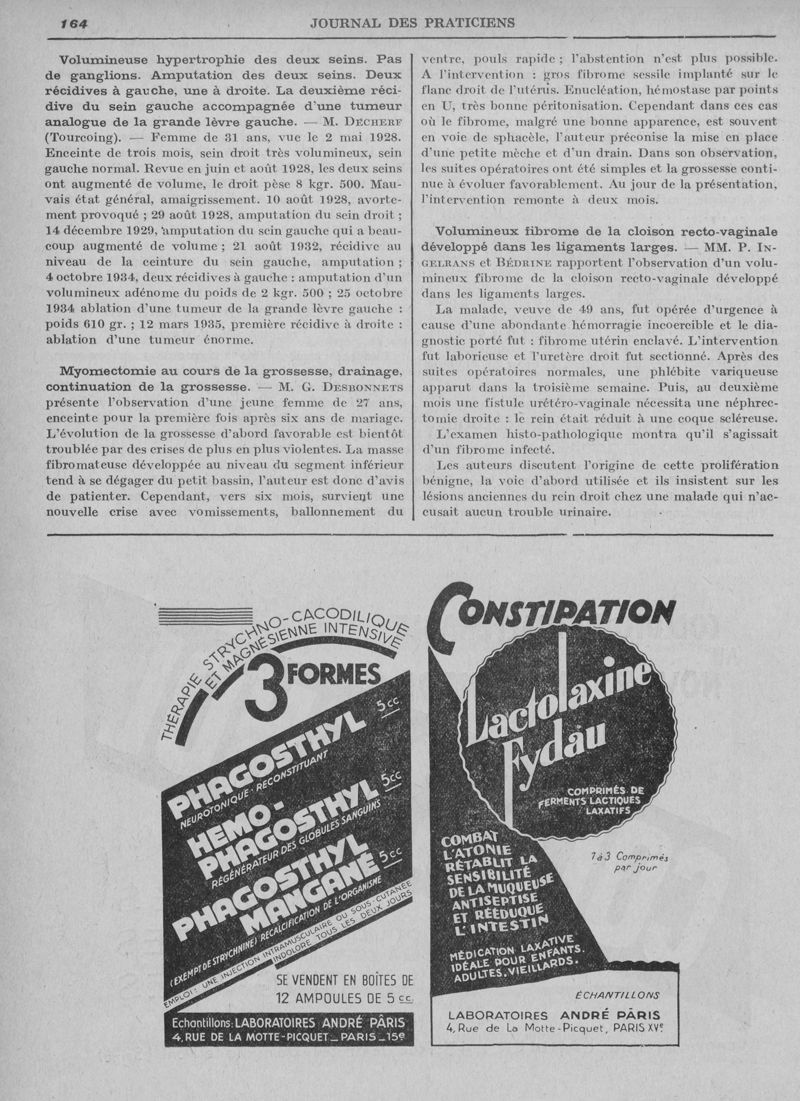 164
JOURNAL DES PRATICIENS
Volumineuse hypertrophie des deux seins. Pas
de ganglions. Amputation des deux seins. Deux
récidives à gauche, une à droite. La deuxième réci-
dive du sein gauche accompagnée d'une tumeur
analogue de la grande lèvre gauche. — M. DECHERF
(Tourcoing). — Femme de 31 ans, vue le 2 mai 1928.
Enceinte de trois mois, sein droit très volumineux, sein
gauche normal. Revue en juin et août 1928, les deux seins
ont augmenté de volume, le droit pèse 8 kgr. 500. Mau-
vais état général, amaigrissement. 10 août 1928, avorte-
ment provoqué ; 29 août 1928, amputation du sein droit ;
14 décembre 1929, amputation du sein gauche qui a beau-
coup augmenté de volume ; 21 août 1932, récidive au
niveau de la ceinture du sein gauche, amputation ;
4 octobre 1934, deux récidives à gauche : amputation d'un
volumineux adénome du poids de 2 kgr. 500 ; 25 octobre
1934 ablation d'une tumeur de la grande lèvre gauche :
poids 610 gr. ; 12 mars 1935, première récidive à droite :
ablation d'une tumeur énorme.
Myomectomie au cours de la grossesse, drainage,
continuation de la grossesse. — M. G. DESBONNETS
présente l'observation d'une jeune femme de 27 ans,
enceinte pour la première fois après six ans de mariage.
L'évolution de la grossesse d'abord favorable est bientôt
troublée par des crises de plus en plus violentes. La masse
fibromateuse développée au niveau du segment inférieur
tend à se dégager du petit bassin, l'auteur est donc d'avis
de patienter. Cependant, vers six mois, survient une
nouvelle crise avec vomissements, ballonnement du
ventre, pouls rapide ; l'abstention n'est plus possible.
A l'intervention : gros fibrome sessile implanté sur le
flanc droit de l'utérus. Enucléation, hémostase par points
en U, très bonne péritonisation. Cependant dans ces cas
où le fibrome, malgré une bonne apparence, est souvent
en voie de sphacèle, l'auteur préconise la mise en place
d'une petite mèche et d'un drain. Dans son observation,
les suites opératoires ont été simples et la grossesse conti-
nue à évoluer favorablement. Au jour de la présentation,
l'intervention remonte à deux mois.
Volumineux fibrome de la cloison recto-vaginale
développé dans les ligaments larges. — MM. P. IN-
GELRANS et BÉDRINE rapportent l'observation d'un volu-
mineux fibrome de la cloison recto-vaginale développé
dans les ligaments larges.
La malade, veuve de 49 ans, fut opérée d'urgence à
cause d'une abondante hémorragie incoercible et le dia-
gnostic porté fut : fibrome utérin enclavé. L'intervention
fut laborieuse et l'uretère droit fut sectionné. Après des
suites opératoires normales, une phlébite variqueuse
apparut dans la troisième semaine. Puis, au deuxième
mois une fistule urétéro-vaginale nécessita une néphrec-
tomie droite : le rein était réduit à une coque scléreuse.
L'examen histo-pathologique montra qu'il s'agissait
d'un fibrome infecté.
Les auteurs discutent l'origine de cette prolifération
bénigne, la voie d'abord utilisée et ils insistent sur les
lésions anciennes du rein droit chez une malade qui n'ac-
cusait aucun trouble urinaire.
THÉRAPIE STRYCHNO-CACODILIQUE
ET MAGNÉSIENNE INTENSIVE
3 FORMES
PHAGOSTHYL 5cc.
NEUROTONIQUE-RECONSTITUANT
HEMO-
PHAGOSTHYL 5cc
RÉGÉNÉRATEUR DES GLOBULES SANGUINS
PHAGOSTHYL
MANGANÉ 5cc
(EXEMPT DE STRYCHNINE) RECALCIFICATION DE L'ORGANISME
EMPLOI : UNE INJECTION INTRAMUSCULAIRE OU SOUS-CUTANÉE
INDOLORE TOUS LES DEUX JOURS
SE VENDENT EN BOÎTES DE
12 AMPOULES DE 5 cc.
Echantillons: LABORATOIRES ANDRÉ PÂRIS
4, RUE DE LA MOTTE-PICQUET_ PARIS_15e
CONSTIPATION
Lactolaxine
Fydau
COMPRIMÉS DE
FERMENTS LACTIQUES
LAXATIFS
1 à 3 Comprimés
par jour
COMBAT
L'ATONIE
RÉTABLIT LA
SENSIBILITÉ
DE LA MUQUEUSE
ANTISEPTISE
ET RÉÉDUQUE
L'INTESTIN
MÉDICATION LAXATIVE
IDÉALE POUR ENFANTS.
ADULTES. VIEILLARDS.
ÉCHANTILLONS
LABORATOIRES ANDRÉ PÂRIS
4, Rue de La Motte-Picquet, PARIS XVe